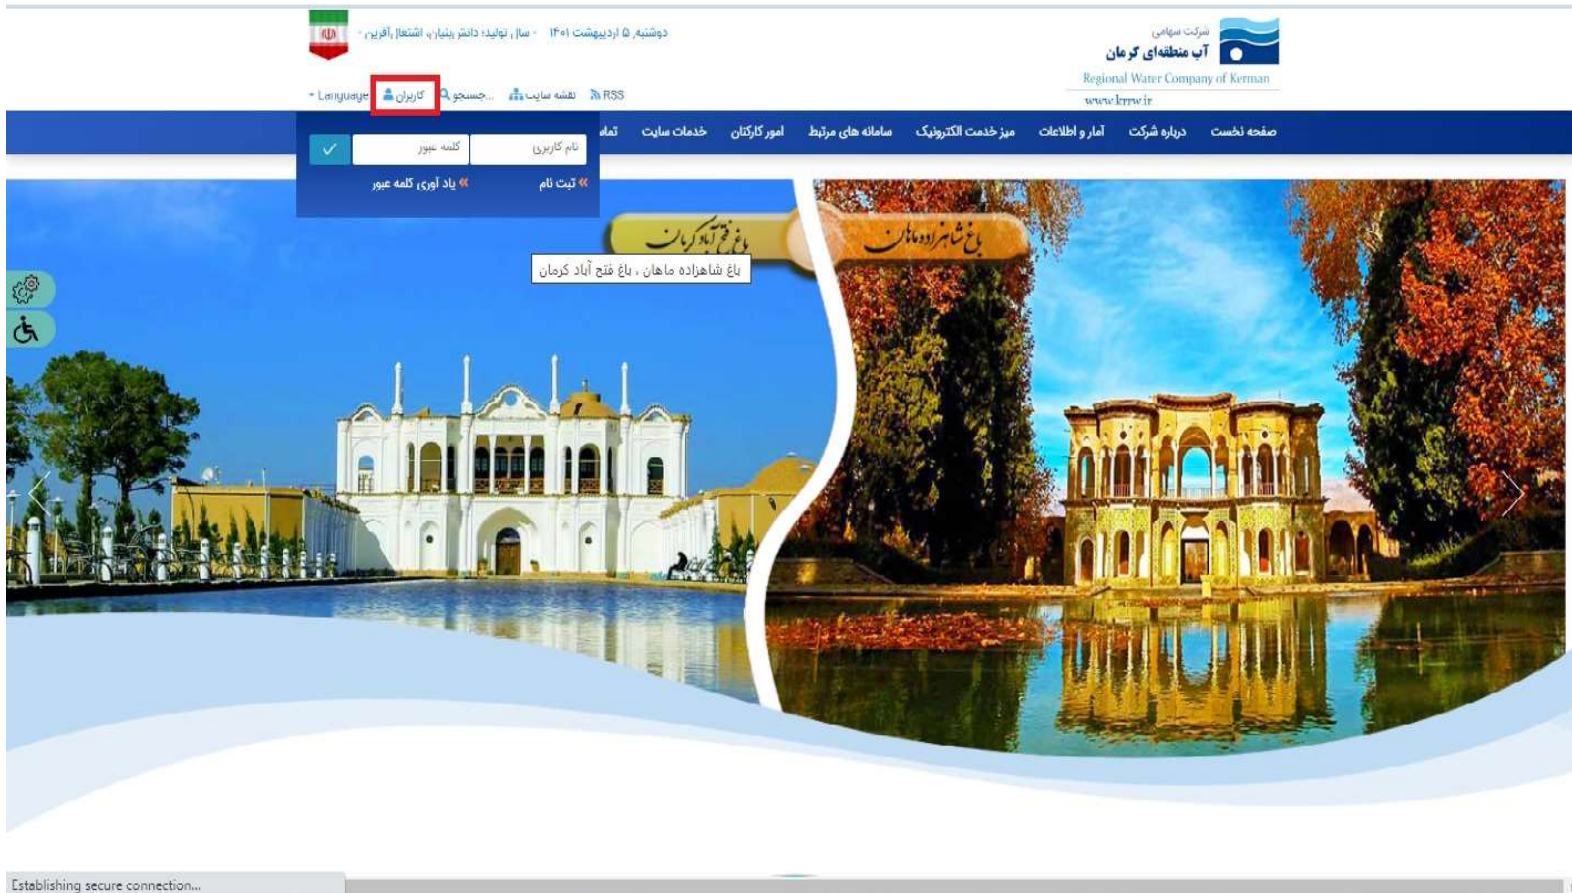 دوشنبه, ۵ اردیبهشت ۱۴۰۱ - سال تولید؛ دانش بنیان، اشتغال آفرین -
شرکت سهامی
آب منطقه‌ای کرمان
Regional Water Company of Kerman
www.krrw.ir
RSS نقشه سایت جستجو... کاربران Language
صفحه نخست درباره شرکت آمار و اطلاعات میز خدمت الکترونیک سامانه های مرتبط امور کارکنان خدمات سایت تماس
نام کاربری کلمه عبور
» ثبت نام » یاد آوری کلمه عبور
باغ شاهزاده ماهان
باغ فتح آباد کرمان
باغ شاهزاده ماهان ، باغ فتح آباد کرمان
Establishing secure connection...